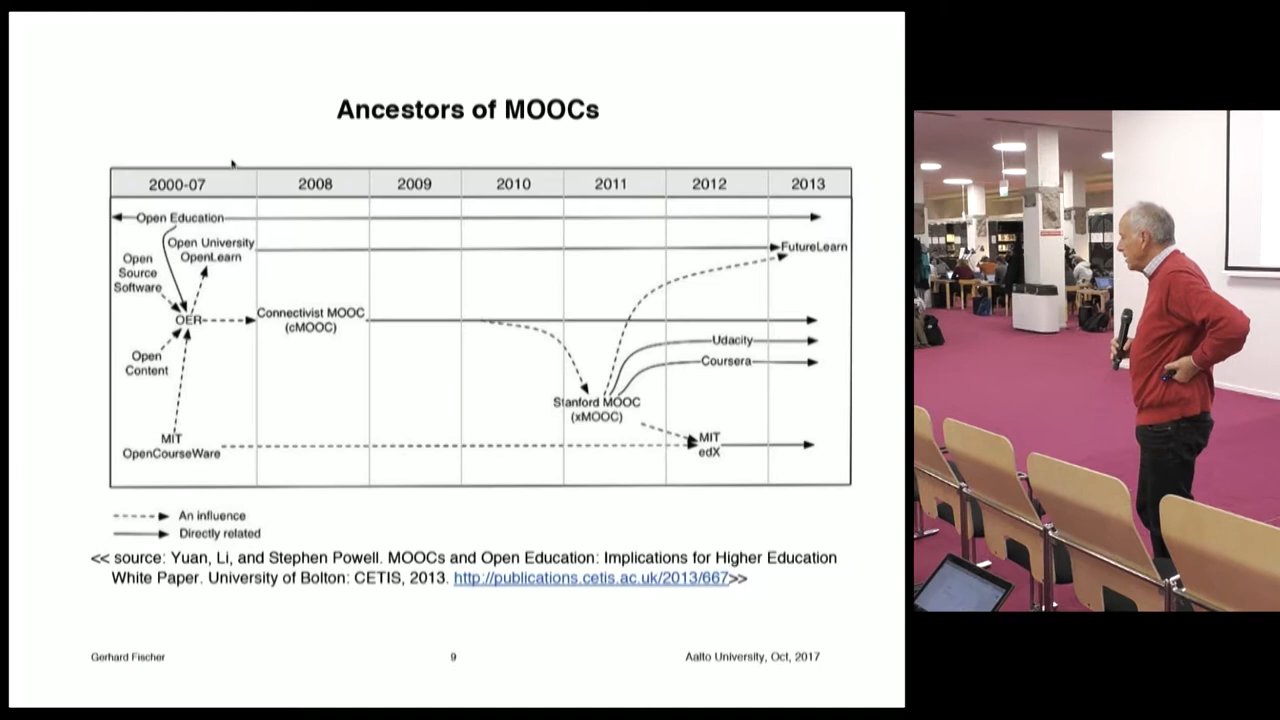 Ancestors of MOOCs
2000-07 2008 2009 2010 2011 2012 2013
Open Education
Open University
OpenLearn
FutureLearn
Open
Source
Software
OER
Connectivist MOOC
(cMOOC)
Udacity
Coursera
Open
Content
Stanford MOOC
(xMOOC)
MIT
OpenCourseWare
MIT
edX
An influence
Directly related
<< source: Yuan, Li, and Stephen Powell. MOOCs and Open Education: Implications for Higher Education
White Paper. University of Bolton: CETIS, 2013. http://publications.cetis.ac.uk/2013/667>>
Gerhard Fischer 9 Aalto University, Oct, 2017